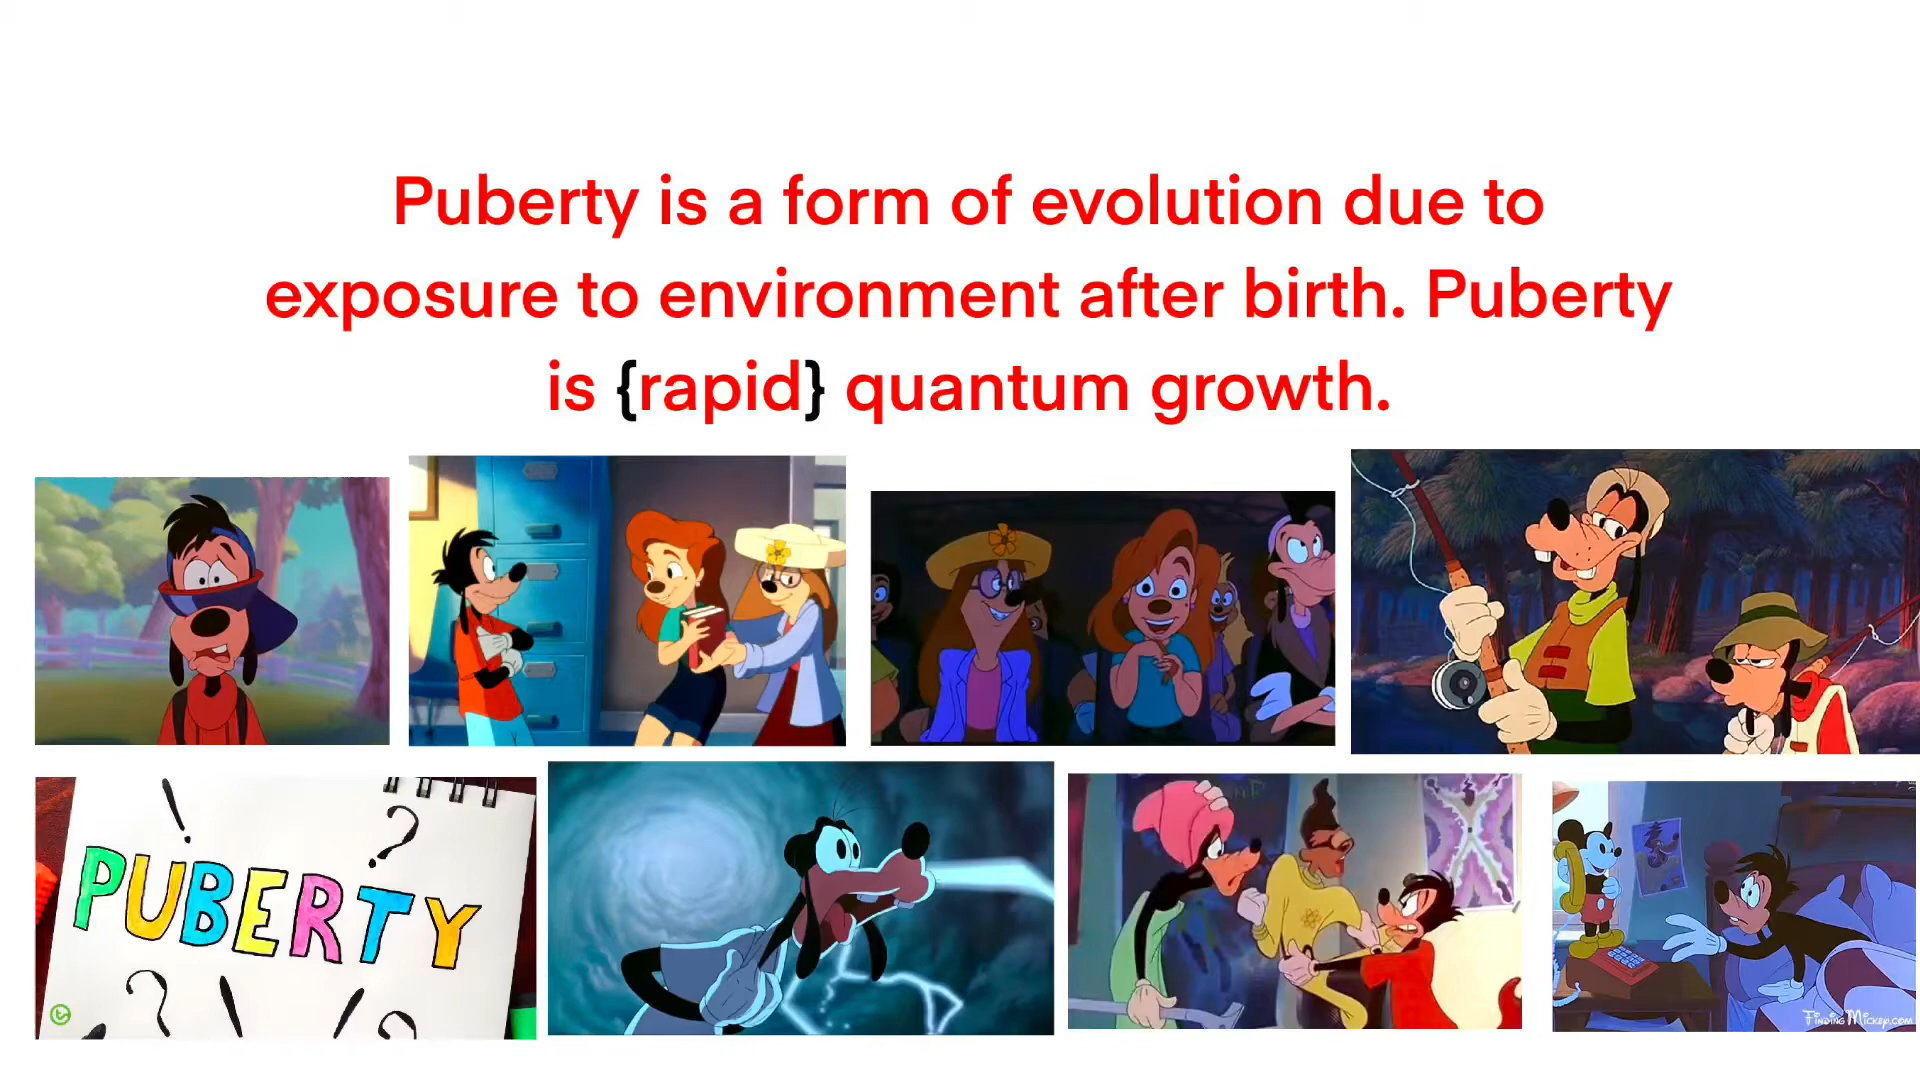 Puberty is a form of evolution due to
exposure to environment after birth. Puberty
is {rapid} quantum growth.
! ?
PUBERTY
? ! ! ?
FindingMickey.com